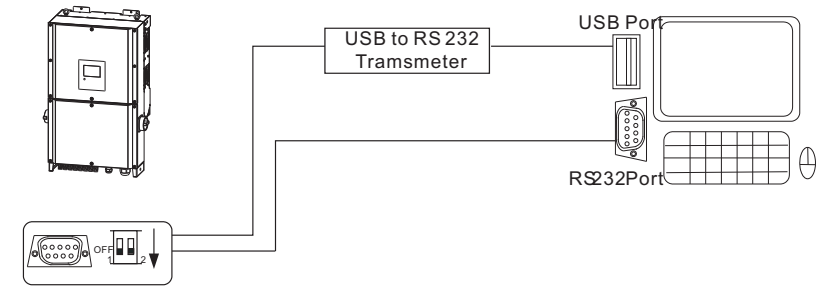 USB to RS 232
Tramsmeter
USB Port
RS232Port
OFF
1 2